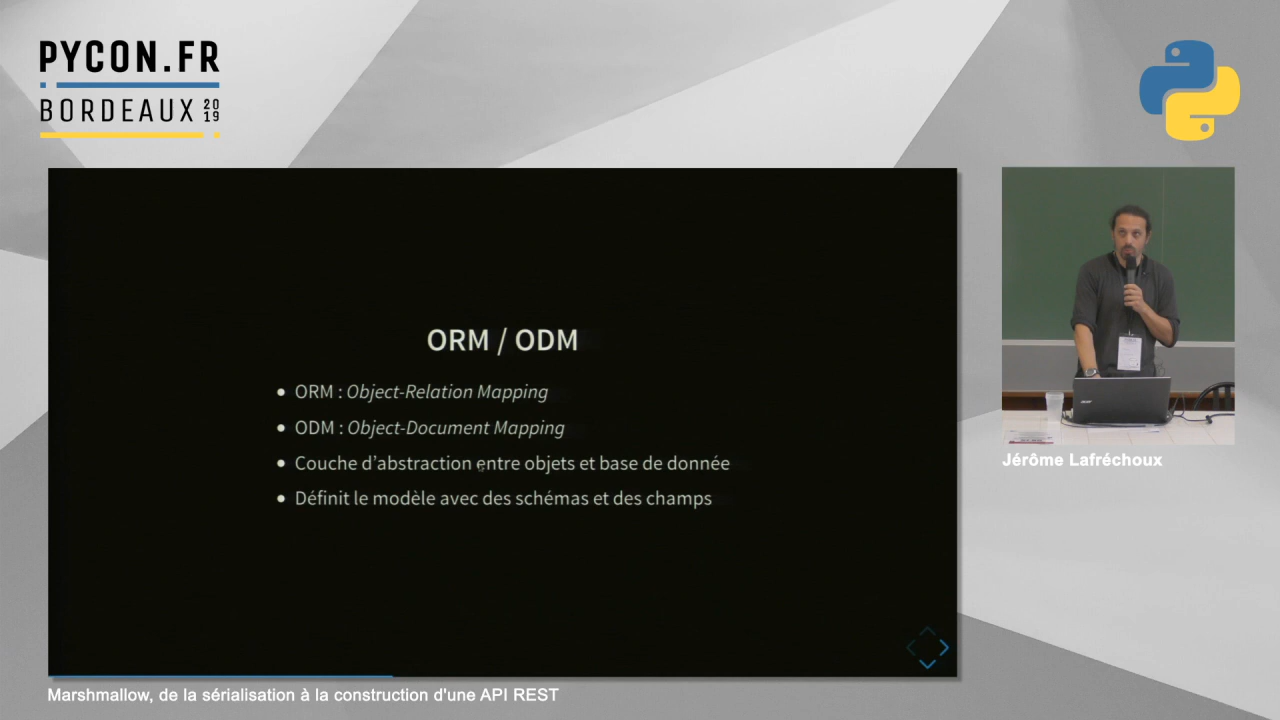 PYCON.FR
BORDEAUX 2019
ORM / ODM
• ORM : Object-Relation Mapping
• ODM : Object-Document Mapping
• Couche d'abstraction entre objets et base de donnée
• Définit le modèle avec des schémas et des champs
Jérôme Lafréchoux
Marshmallow, de la sérialisation à la construction d'une API REST